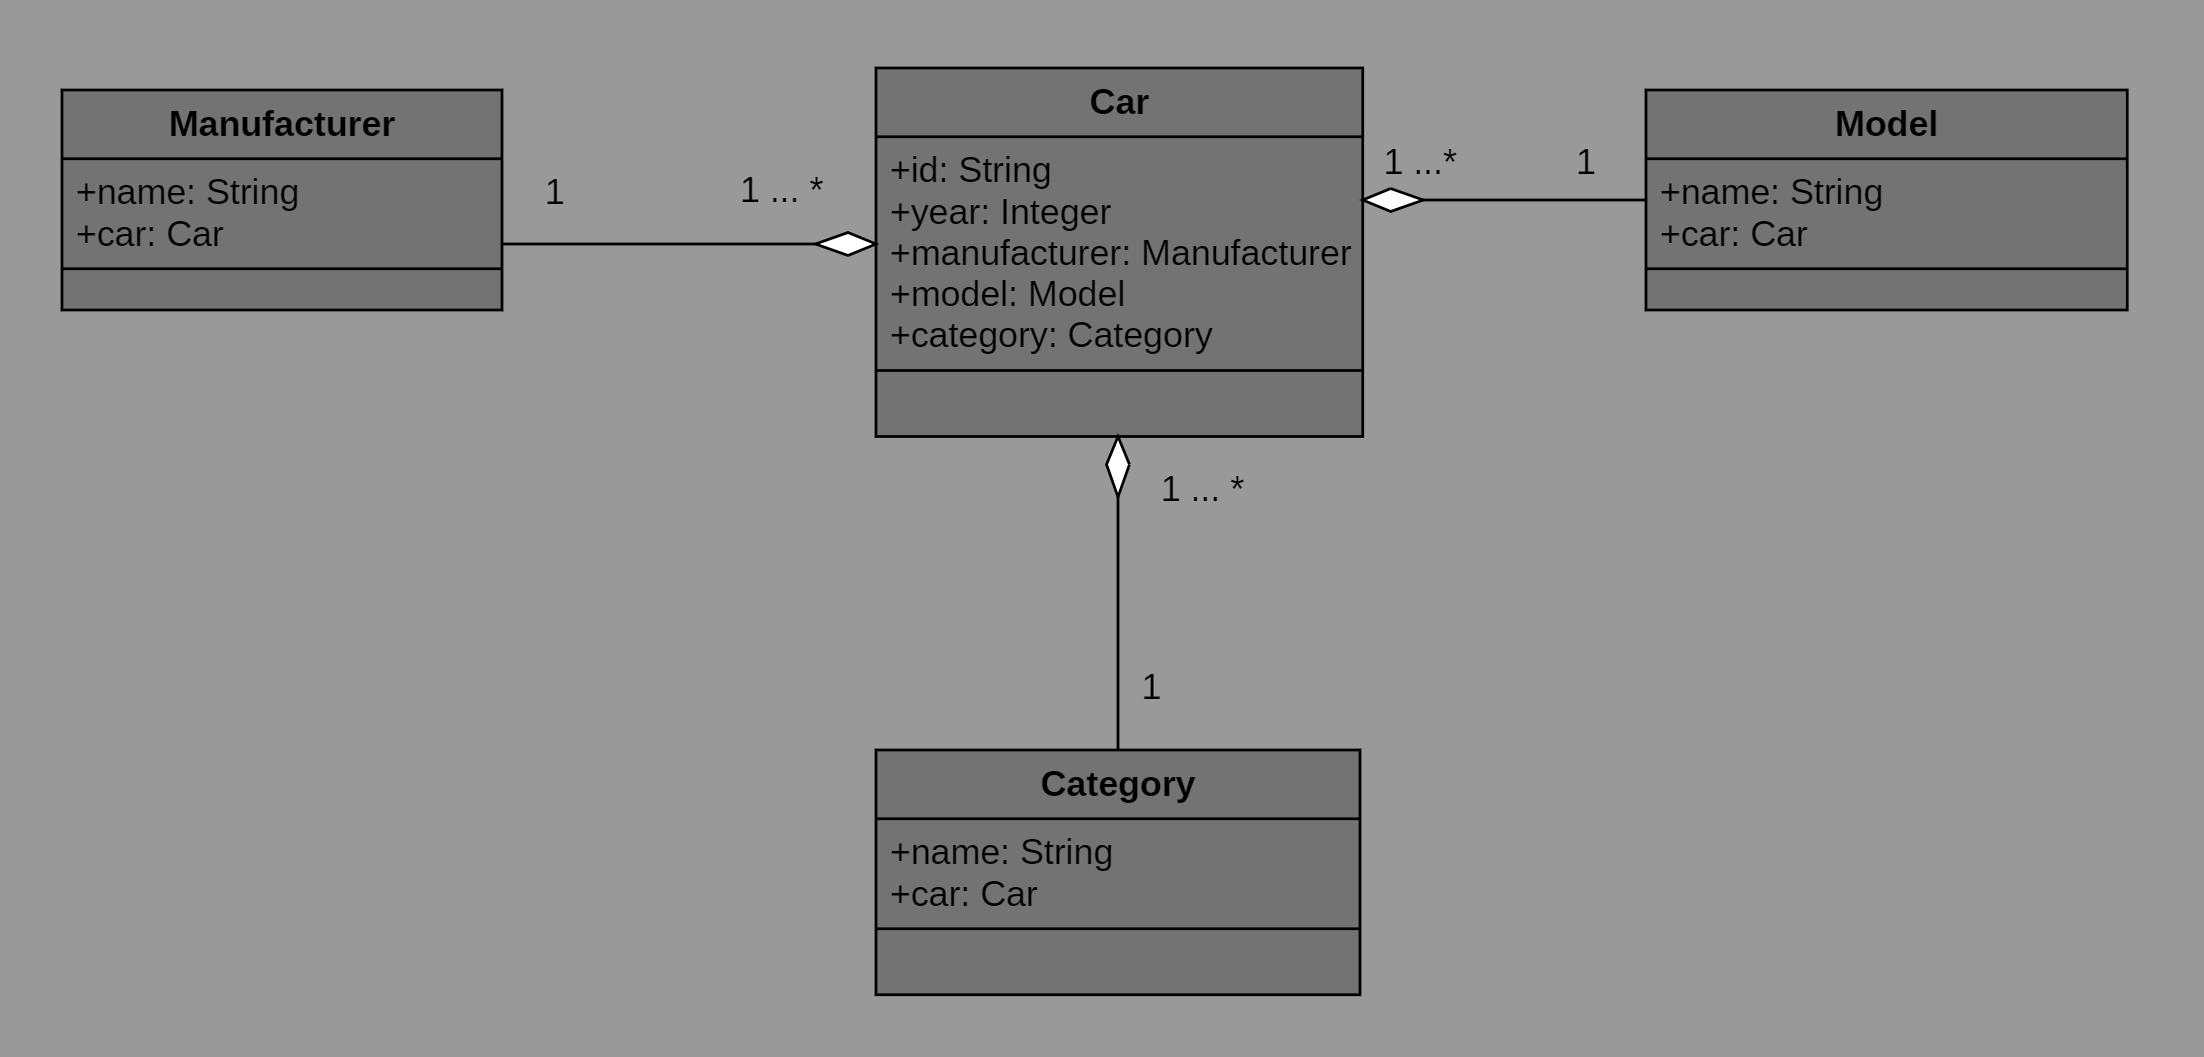 Manufacturer
+name: String
+car: Car
1
1 ... *
Car
+id: String
+year: Integer
+manufacturer: Manufacturer
+model: Model
+category: Category
1 ...*
1
Model
+name: String
+car: Car
1 ... *
1
Category
+name: String
+car: Car